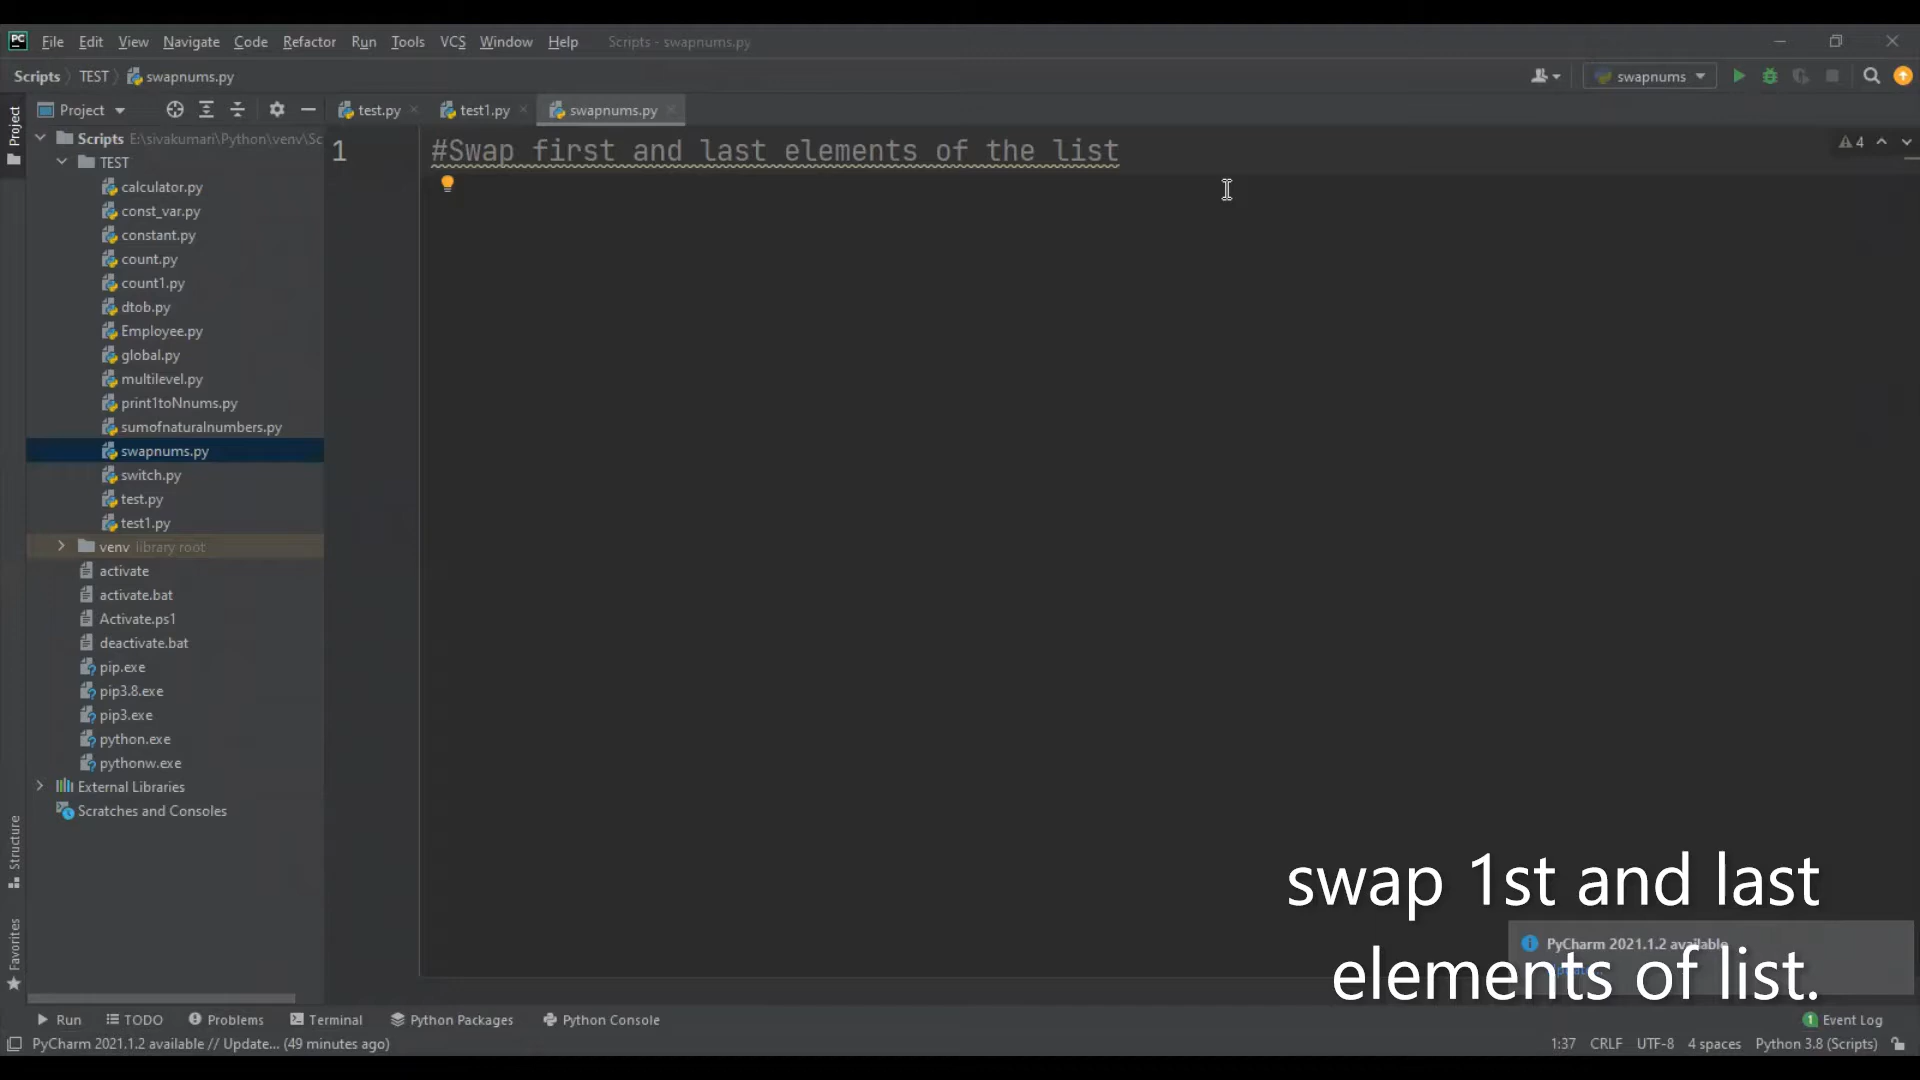 PC File Edit View Navigate Code Refactor Run Tools VCS Window Help Scripts - swapnums.py
Scripts TEST swapnums.py swapnums
Project test.py test1.py swapnums.py
Project
Scripts E:\sivakumari\Python\venv\Sc
TEST
calculator.py
const_var.py
constant.py
count.py
count1.py
dtob.py
Employee.py
global.py
multilevel.py
print1toNnums.py
sumofnaturalnumbers.py
swapnums.py
switch.py
test.py
test1.py
venv library root
activate
activate.bat
Activate.ps1
deactivate.bat
pip.exe
pip3.8.exe
pip3.exe
python.exe
pythonw.exe
External Libraries
Scratches and Consoles
Structure
Favorites
1 #Swap first and last elements of the list
4
swap 1st and last
elements of list.
PyCharm 2021.1.2 available
Run TODO Problems Terminal Python Packages Python Console 1 Event Log
PyCharm 2021.1.2 available // Update... (49 minutes ago) 1:37 CRLF UTF-8 4 spaces Python 3.8 (Scripts)